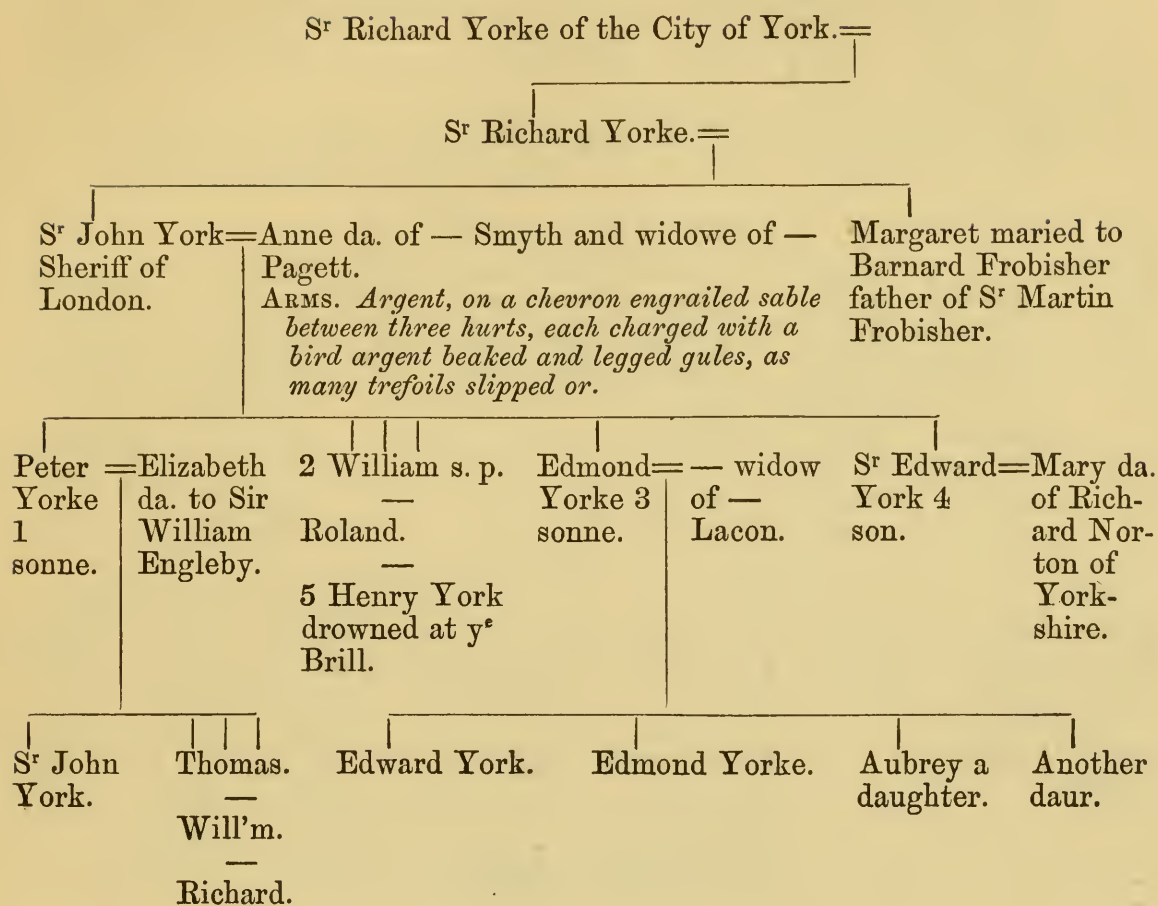 Sʳ Richard Yorke of the City of York.=
Sʳ Richard Yorke.=
Sʳ John York=
Sheriff of
London.
Anne da. of — Smyth and widowe of —
Pagett.
ARMS. Argent, on a chevron engrailed sable
between three hurts, each charged with a
bird argent beaked and legged gules, as
many trefoils slipped or.
Margaret maried to
Barnard Frobisher
father of Sʳ Martin
Frobisher.
Peter =
Yorke
1
sonne.
Elizabeth
da. to Sir
William
Engleby.
2 William s. p.
—
Roland.
—
5 Henry York
drowned at yᵉ
Brill.
Edmond=
Yorke 3
sonne.
— widow
of —
Lacon.
Sʳ Edward=
York 4
son.
Mary da.
of Rich-
ard Nor-
ton of
York-
shire.
Sʳ John
York.
Thomas.
—
Will'm.
—
Richard.
Edward York.
Edmond Yorke.
Aubrey a
daughter.
Another
daur.